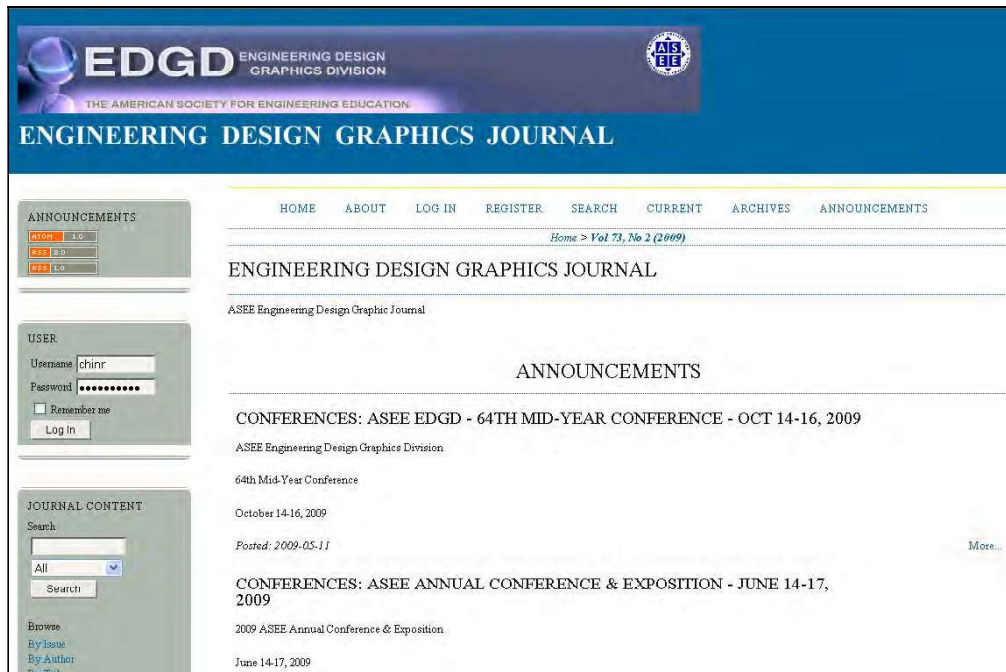 EDGD ENGINEERING DESIGN
GRAPHICS DIVISION
A S
E E
THE AMERICAN SOCIETY FOR ENGINEERING EDUCATION
ENGINEERING DESIGN GRAPHICS JOURNAL
HOME ABOUT LOG IN REGISTER SEARCH CURRENT ARCHIVES ANNOUNCEMENTS
Home > Vol 73, No 2 (2009)
ANNOUNCEMENTS
ATOM 1.0
RSS 2.0
RSS 1.0
USER
Username chinr
Password ••••••••••
Remember me
Log In
JOURNAL CONTENT
Search
All
Search
Browse
By Issue
By Author
ENGINEERING DESIGN GRAPHICS JOURNAL
ASEE Engineering Design Graphic Journal
ANNOUNCEMENTS
CONFERENCES: ASEE EDGD - 64TH MID-YEAR CONFERENCE - OCT 14-16, 2009
ASEE Engineering Design Graphics Division
64th Mid-Year Conference
October 14-16, 2009
Posted: 2009-05-11 More...
CONFERENCES: ASEE ANNUAL CONFERENCE & EXPOSITION - JUNE 14-17,
2009
2009 ASEE Annual Conference & Exposition
June 14-17, 2009